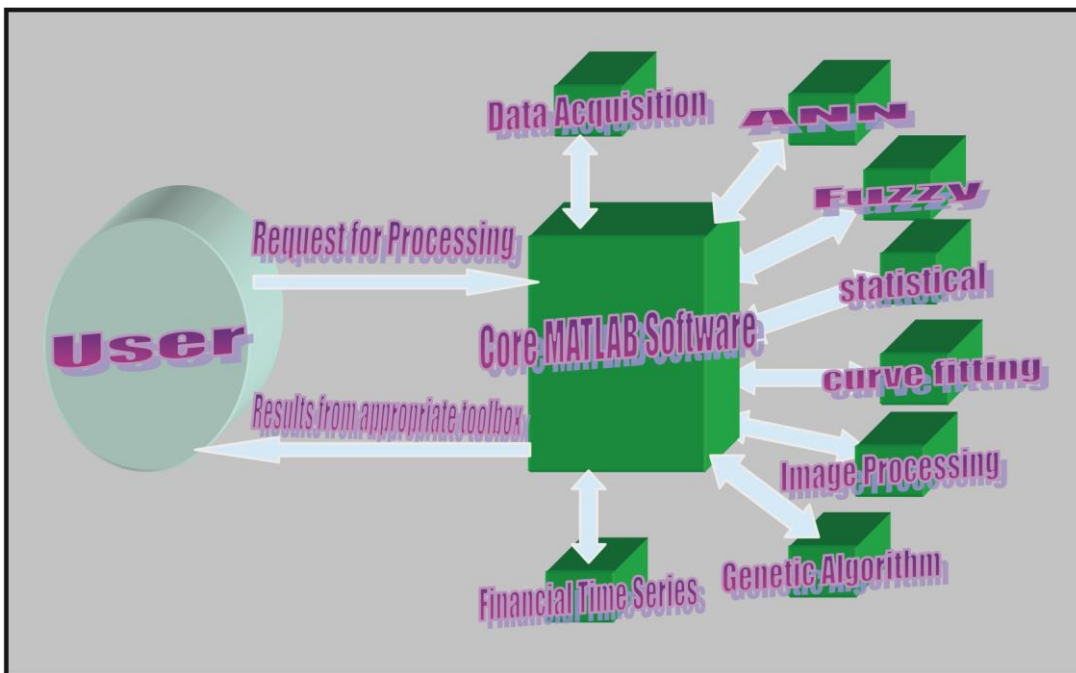 Data Acquisition
ANN
Fuzzy
Request for Processing
statistical
User
Core MATLAB Software
curve fitting
Results from appropriate toolbox
Image Processing
Genetic Algorithm
Financial Time Series